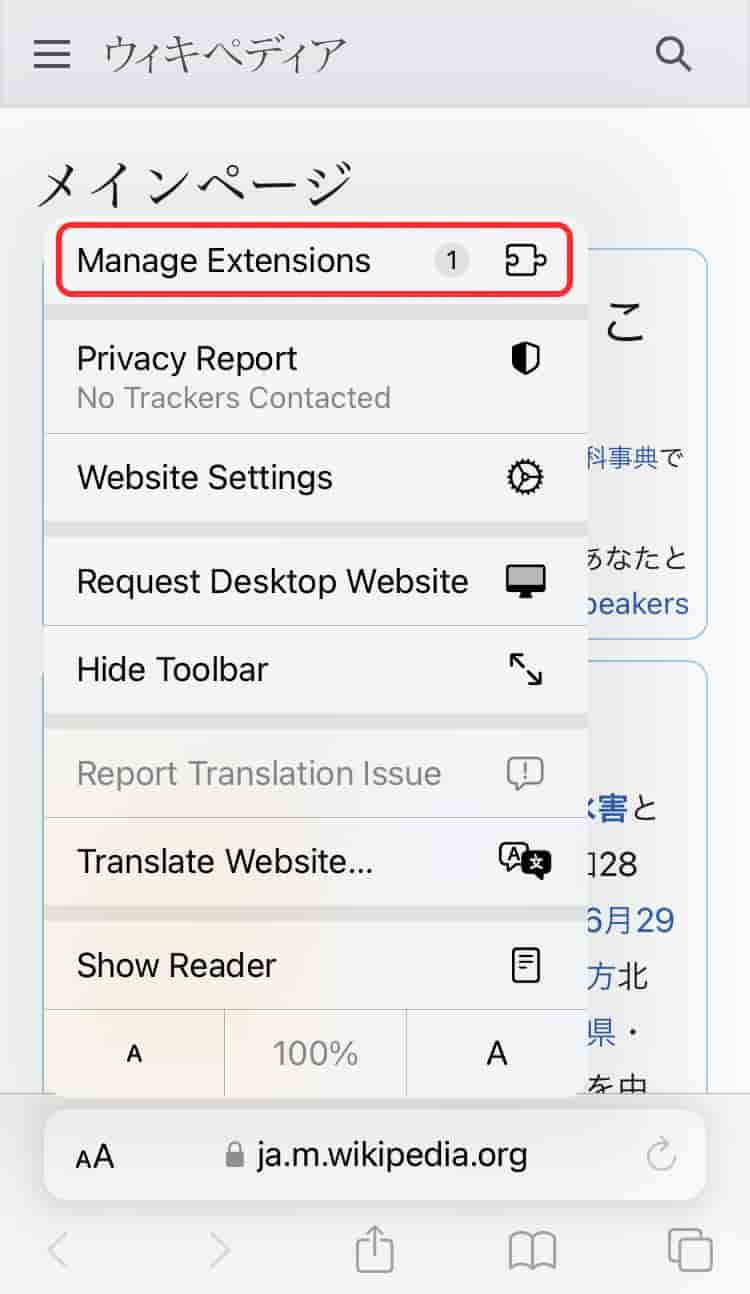 ウィキペディア
メインページ
Manage Extensions 1
こ
Privacy Report
No Trackers Contacted
科事典で
Website Settings
あなたと
Request Desktop Website
peakers
Hide Toolbar
Report Translation Issue
害と
28
Translate Website...
6月29
方北
Show Reader
県・
A 100% A
を中
AA ja.m.wikipedia.org